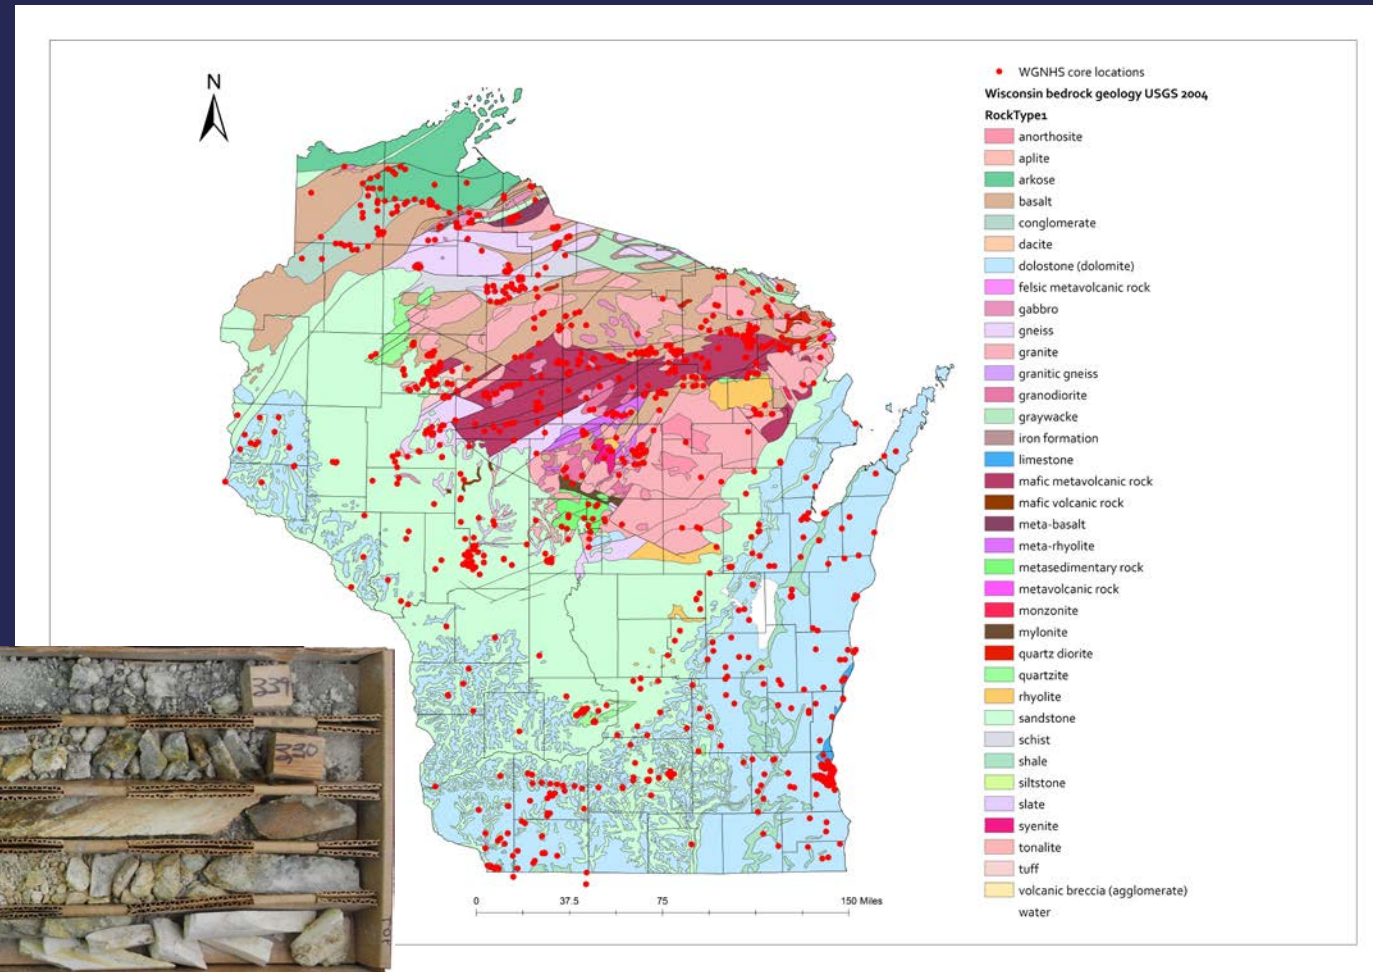 N
WGNHS core locations
Wisconsin bedrock geology USGS 2004
RockType1
anorthosite
aplite
arkose
basalt
conglomerate
dacite
dolostone (dolomite)
felsic metavolcanic rock
gabbro
gneiss
granite
granitic gneiss
granodiorite
graywacke
iron formation
limestone
mafic metavolcanic rock
mafic volcanic rock
meta-basalt
meta-rhyolite
metasedimentary rock
metavolcanic rock
monzonite
mylonite
quartz diorite
quartzite
rhyolite
sandstone
schist
shale
siltstone
slate
syenite
tonalite
tuff
volcanic breccia (agglomerate)
water
0 37.5 75 150 Miles
339
330
TOP